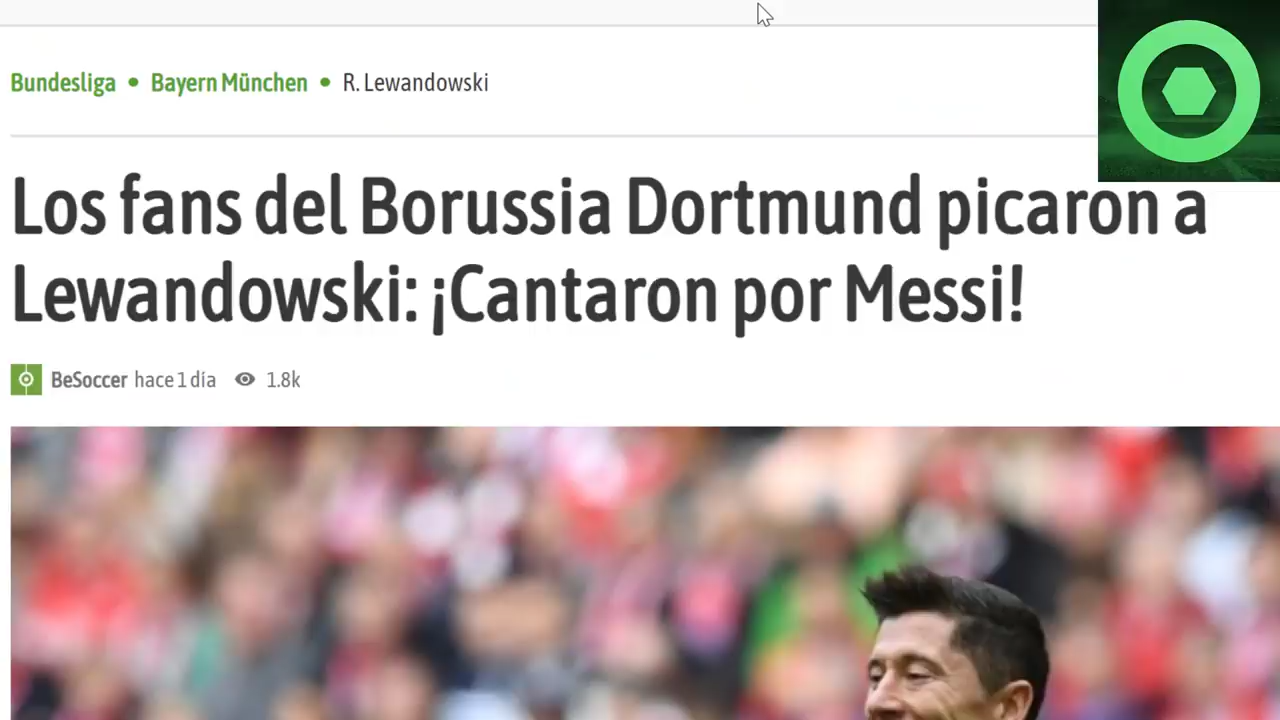 Bundesliga • Bayern München • R. Lewandowski
Los fans del Borussia Dortmund picaron a
Lewandowski: ¡Cantaron por Messi!
BeSoccer hace 1 día 1.8k